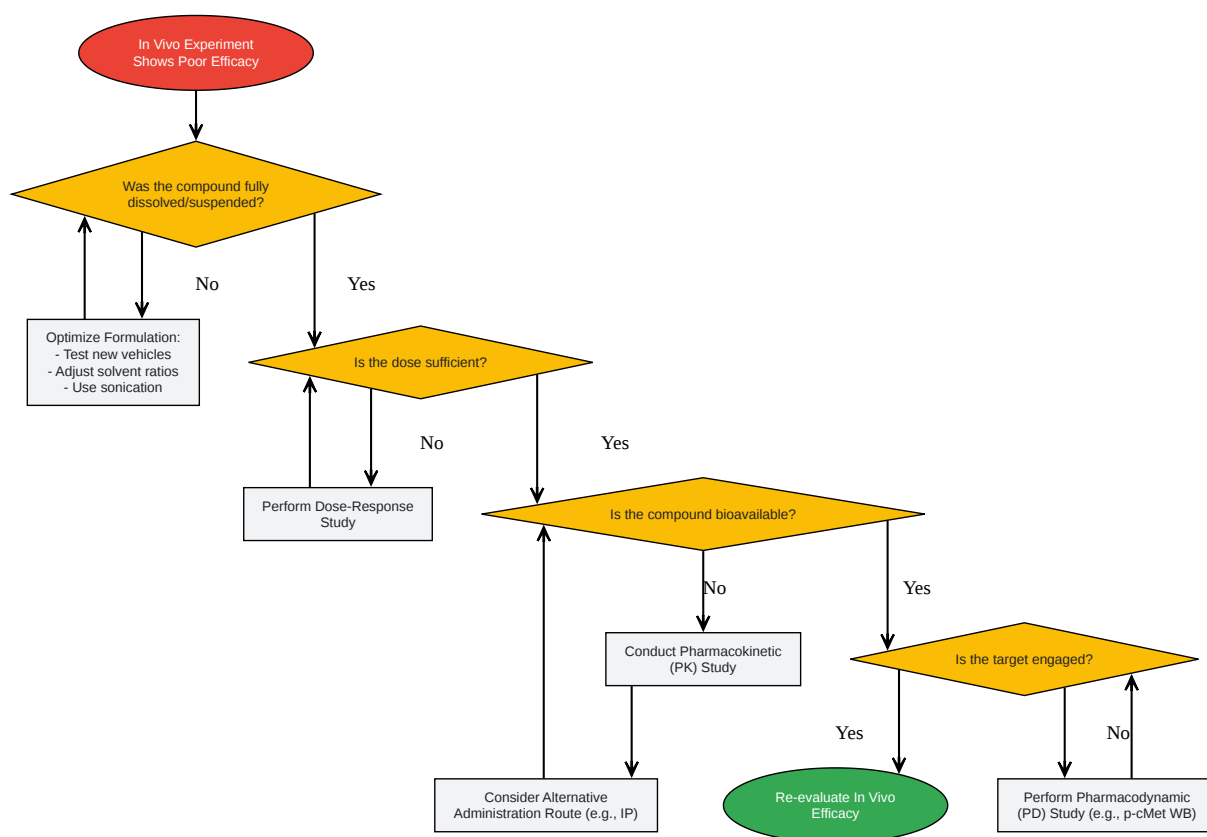 In Vivo Experiment
Shows Poor Efficacy
Was the compound fully
dissolved/suspended?
No
Yes
Optimize Formulation:
- Test new vehicles
- Adjust solvent ratios
- Use sonication
Is the dose sufficient?
No
Yes
Perform Dose-Response
Study
Is the compound bioavailable?
No
Yes
Conduct Pharmacokinetic
(PK) Study
Is the target engaged?
Yes
No
Consider Alternative
Administration Route (e.g., IP)
Re-evaluate In Vivo
Efficacy
Perform Pharmacodynamic
(PD) Study (e.g., p-cMet WB)